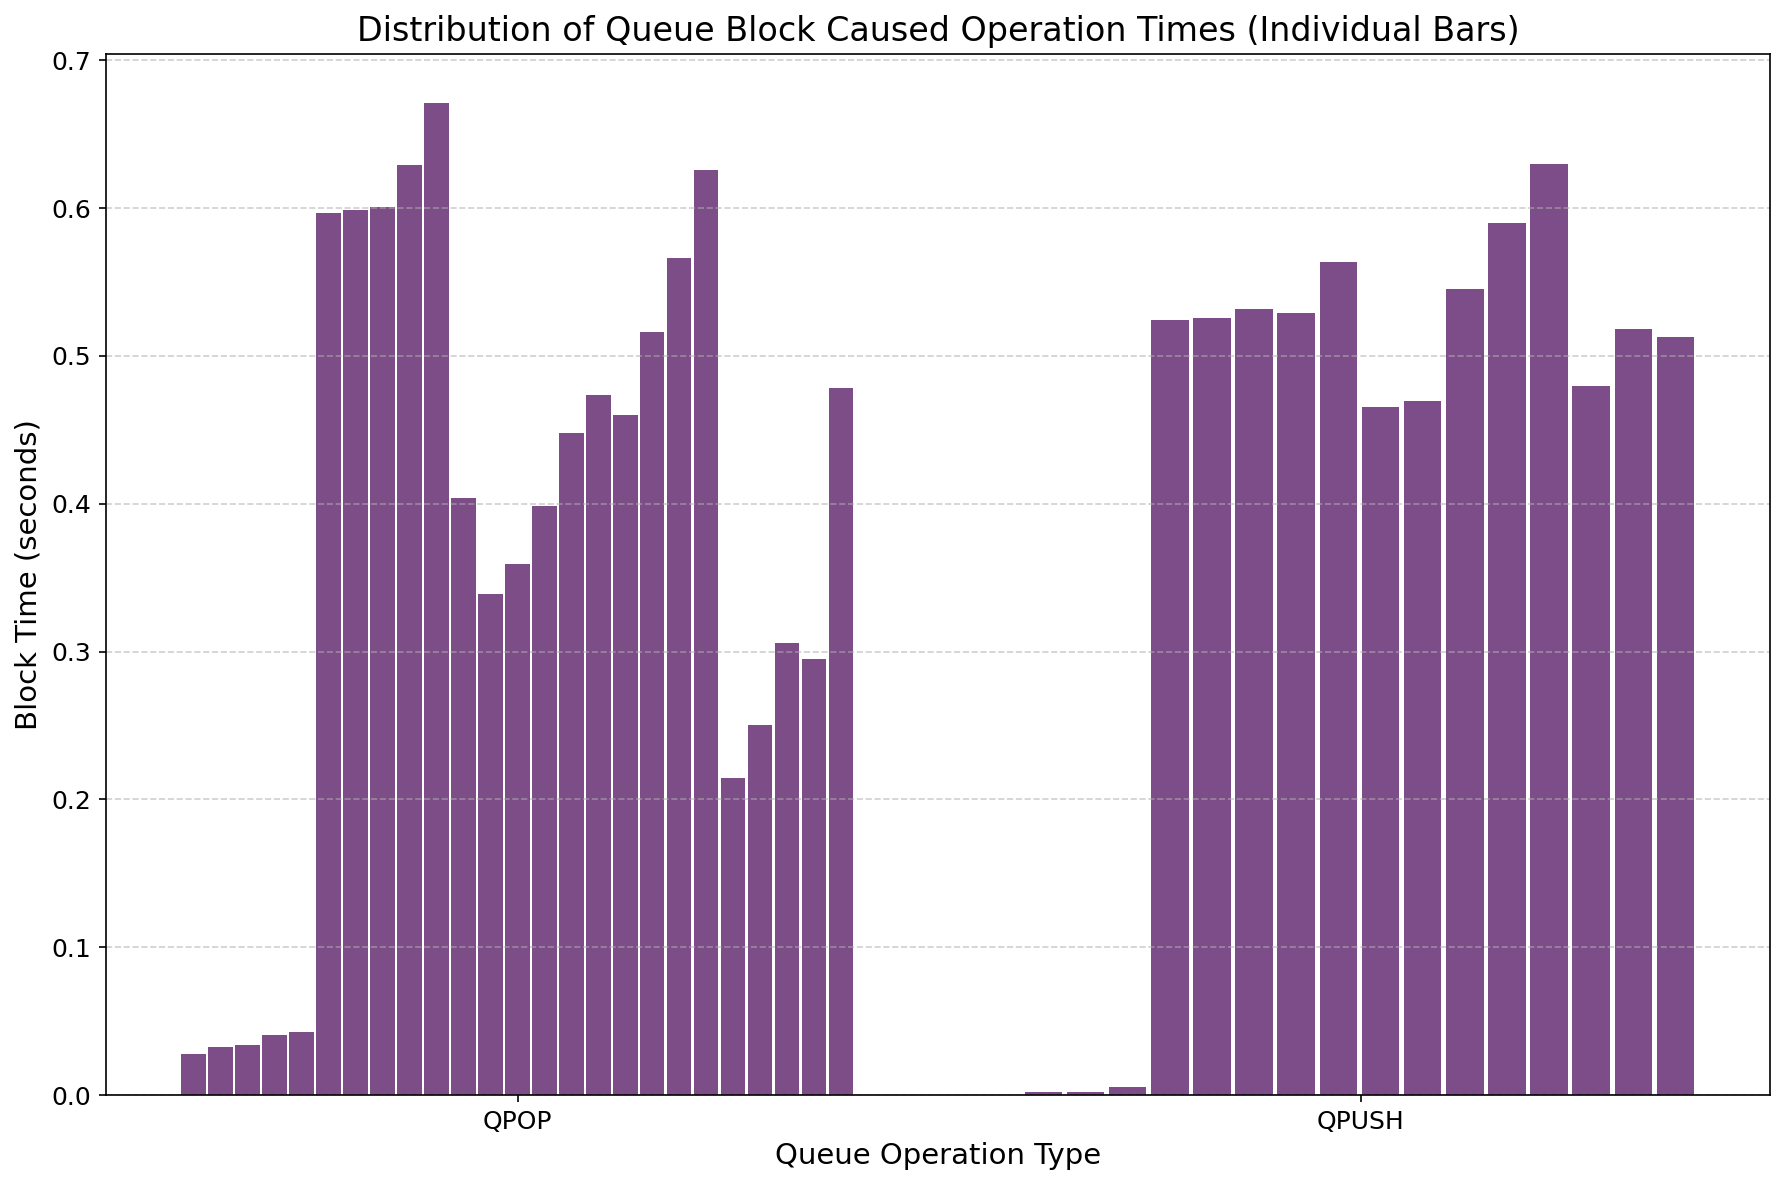 Distribution of Queue Block Caused Operation Times (Individual Bars)
0.7
0.6
0.5
0.4
0.3
0.2
0.1
0.0
Block Time (seconds)
QPOP
QPUSH
Queue Operation Type